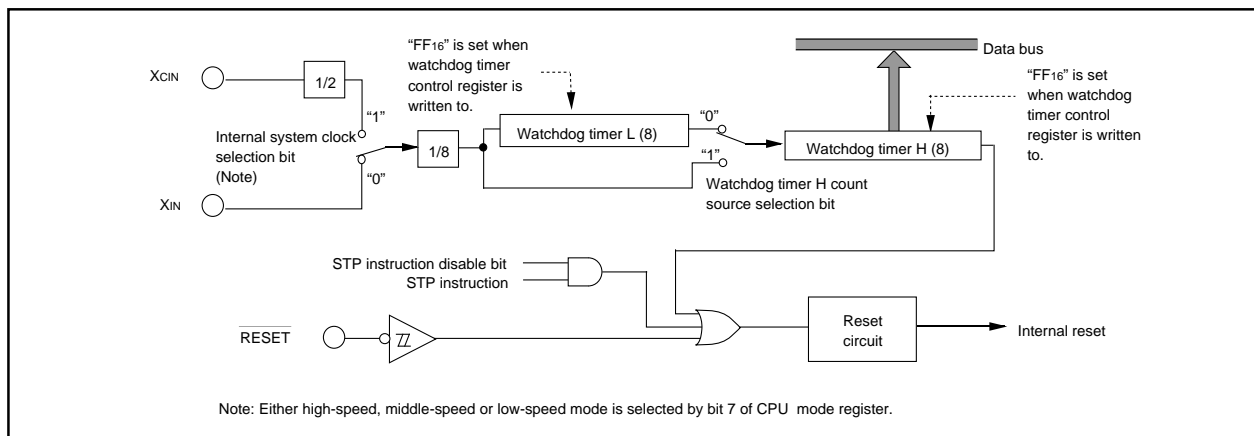 XCIN
1/2
“1”
Internal system clock
selection bit
(Note)
“0”
XIN
1/8
“FF16” is set when
watchdog timer
control register is
written to.
Watchdog timer L (8)
“0”
“1”
Watchdog timer H count
source selection bit
Data bus
“FF16” is set
when watchdog
timer control
register is written
to.
Watchdog timer H (8)
STP instruction disable bit
STP instruction
RESET
Reset
circuit
Internal reset
Note: Either high-speed, middle-speed or low-speed mode is selected by bit 7 of CPU mode register.